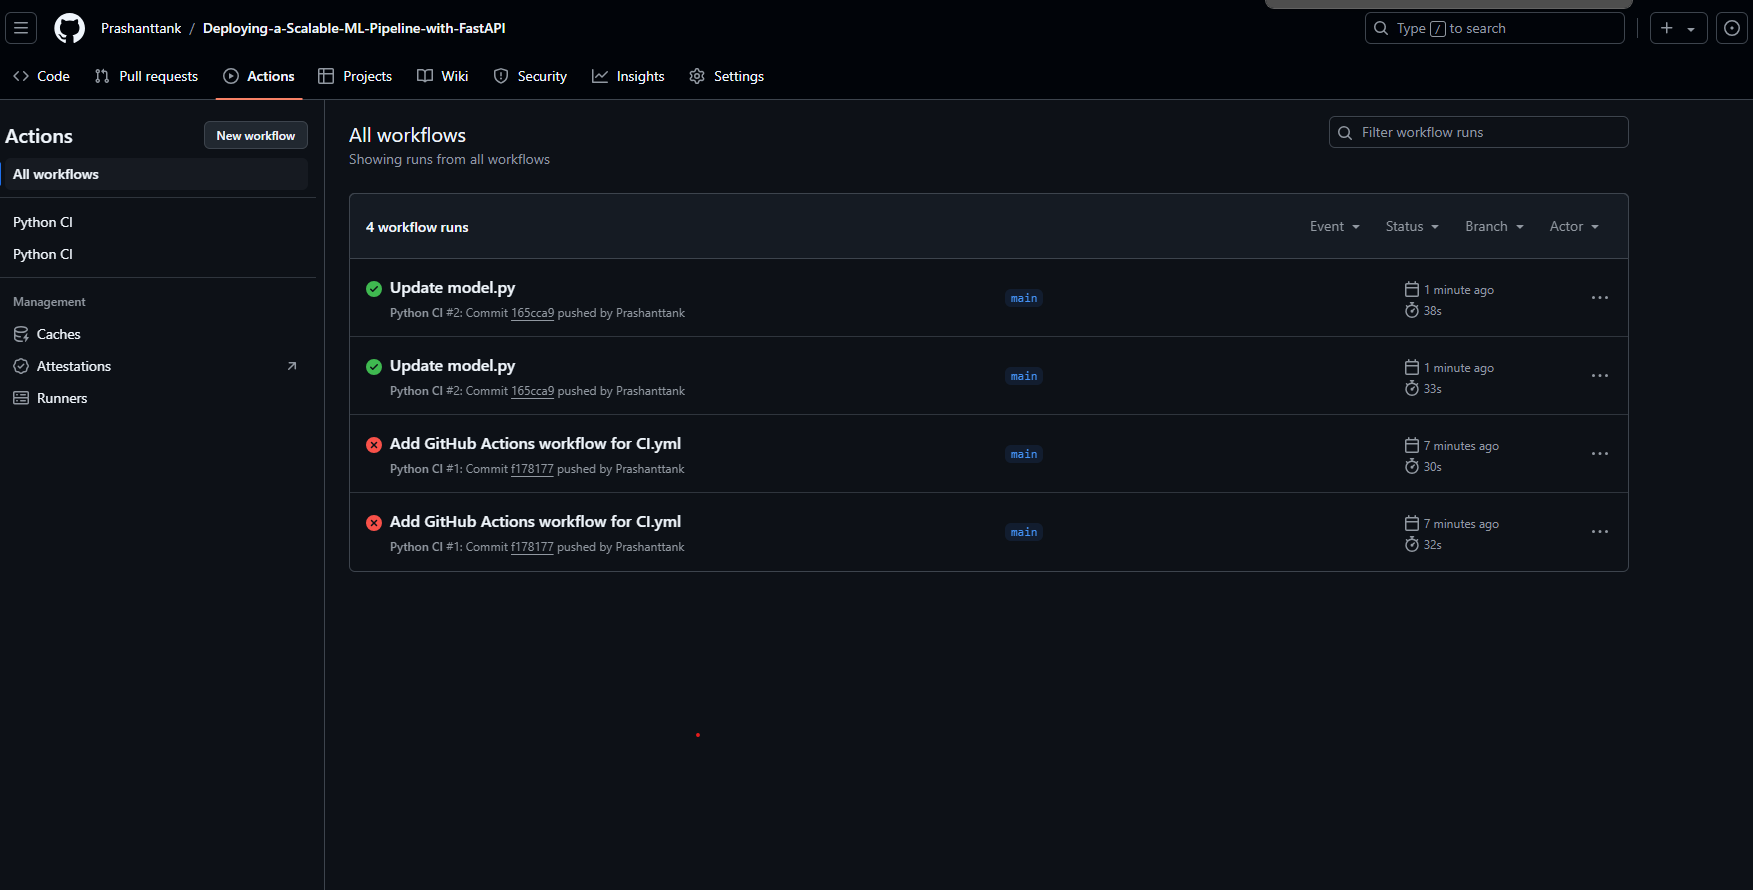 Prashanttank / Deploying-a-Scalable-ML-Pipeline-with-FastAPI
Type / to search
Code Pull requests Actions Projects Wiki Security Insights Settings
Actions
New workflow
All workflows
Python CI
Python CI
Management
Caches
Attestations
Runners
All workflows
Showing runs from all workflows
Filter workflow runs
4 workflow runs
Event Status Branch Actor
Update model.py
Python CI #2: Commit 165cca9 pushed by Prashanttank
main
1 minute ago
38s
Update model.py
Python CI #2: Commit 165cca9 pushed by Prashanttank
main
1 minute ago
33s
Add GitHub Actions workflow for CI.yml
Python CI #1: Commit f178177 pushed by Prashanttank
main
7 minutes ago
30s
Add GitHub Actions workflow for CI.yml
Python CI #1: Commit f178177 pushed by Prashanttank
main
7 minutes ago
32s